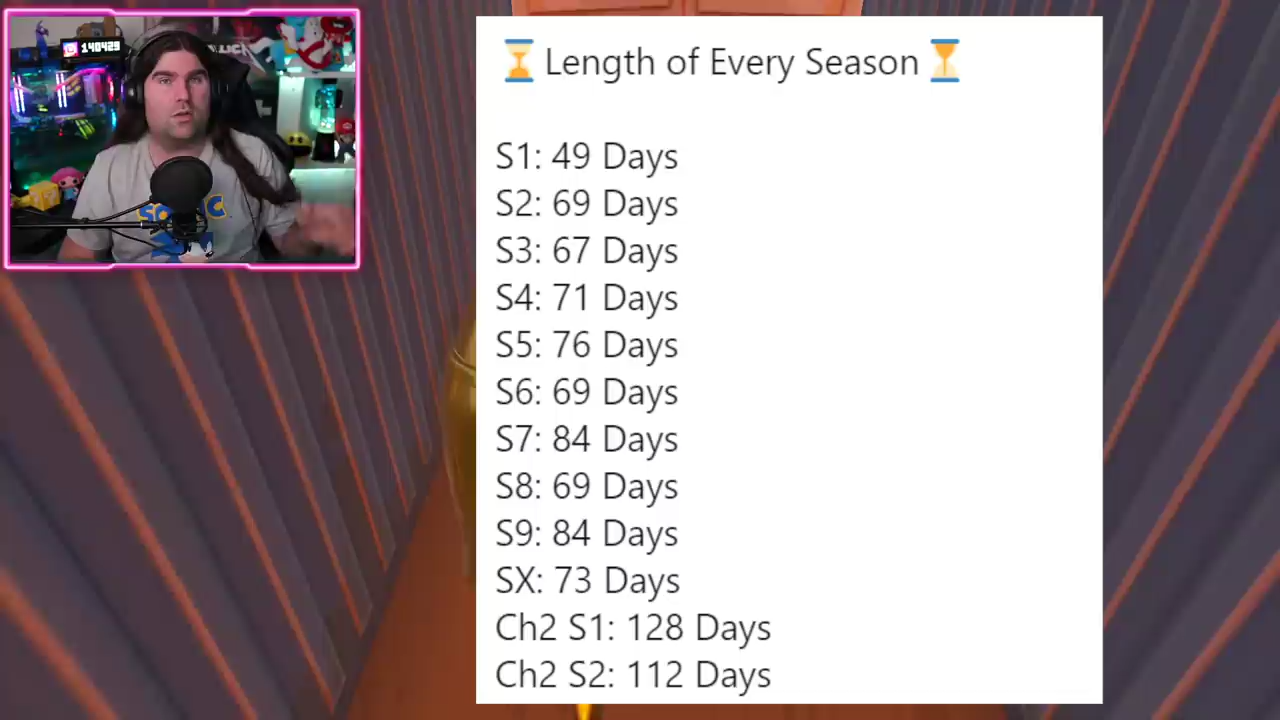 140429
⏳ Length of Every Season ⏳
S1: 49 Days
S2: 69 Days
S3: 67 Days
S4: 71 Days
S5: 76 Days
S6: 69 Days
S7: 84 Days
S8: 69 Days
S9: 84 Days
SX: 73 Days
Ch2 S1: 128 Days
Ch2 S2: 112 Days